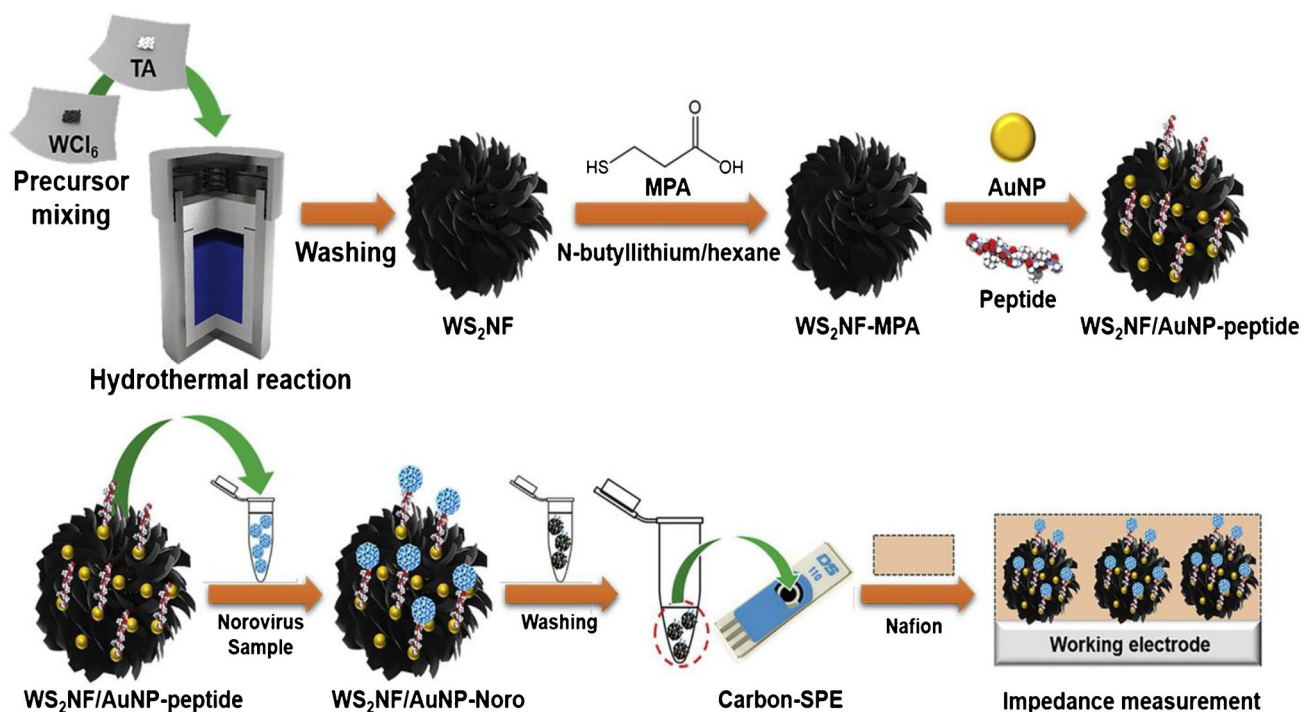 TA
WCl₆
Precursor
mixing
Hydrothermal reaction
Washing
WS₂NF
O
HS
OH
MPA
N-butyllithium/hexane
WS₂NF-MPA
AuNP
Peptide
WS₂NF/AuNP-peptide
WS₂NF/AuNP-peptide
Norovirus
Sample
WS₂NF/AuNP-Noro
Washing
DS
110
Carbon-SPE
Nafion
Working electrode
Impedance measurement